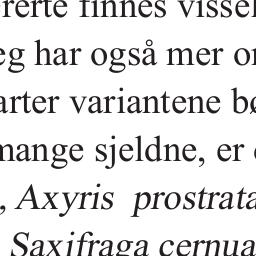 rerte finnes vissel
eg har også mer or
arter variantene bø
mange sjeldne, er
, Axyris prostrata
Saxifraga cernua